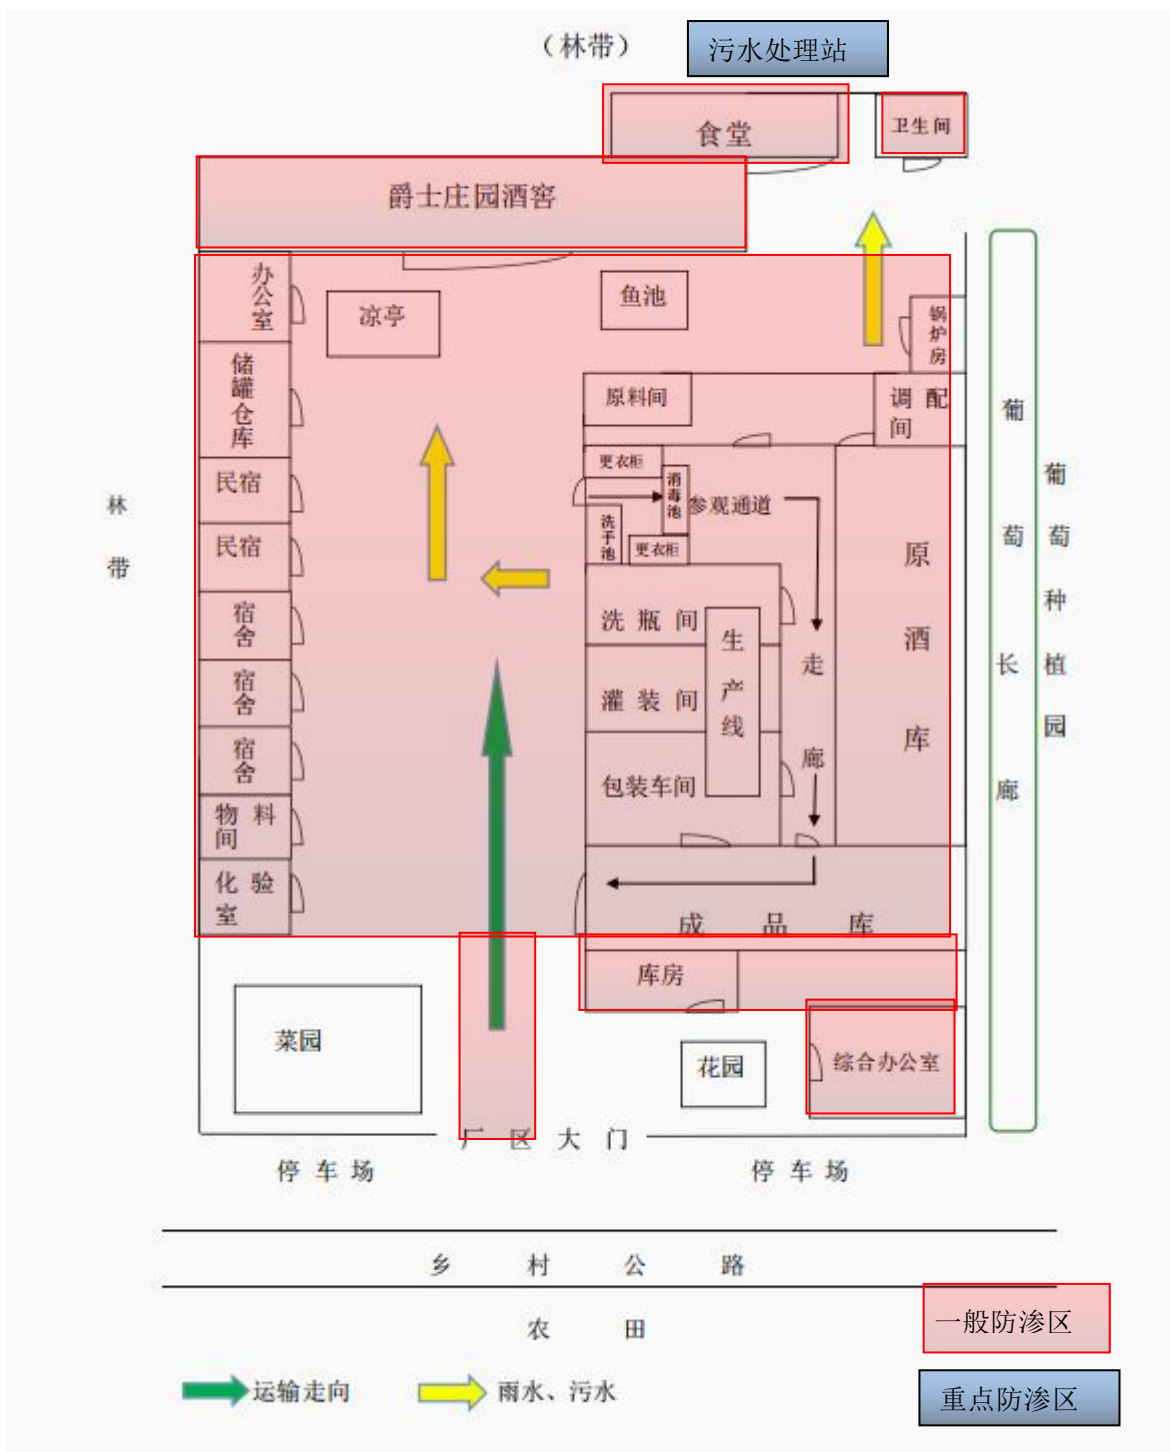 （林带）
污水处理站
食堂
卫生间
爵士庄园酒窖
办公室
凉亭
鱼池
锅炉房
储罐仓库
原料间
调配间
葡萄长廊
葡萄种植园
林带
民宿
更衣柜
消毒池
参观通道
洗手池
更衣柜
民宿
原酒库
宿舍
洗瓶间
生产线
走廊
宿舍
灌装间
宿舍
包装车间
物料间
化验室
成品库
库房
菜园
花园
综合办公室
厂区大门
停车场
停车场
乡村公路
农田
一般防渗区
运输走向
雨水、污水
重点防渗区